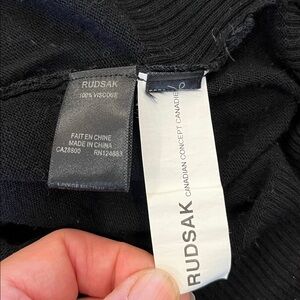 RUDSAK
100% VISCOSE
FAIT EN CHINE
MADE IN CHINA
CA28800 RN124883
RUDSAK
CANADIAN CONCEPT CANADIEN